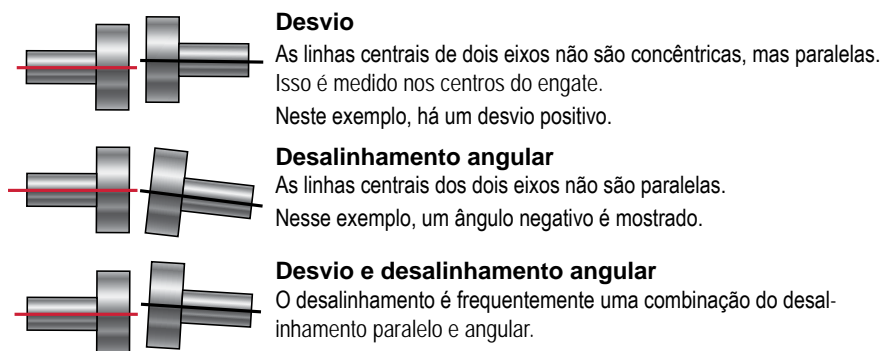 Desvio
As linhas centrais de dois eixos não são concêntricas, mas paralelas.
Isso é medido nos centros do engate.
Neste exemplo, há um desvio positivo.
Desalinhamento angular
As linhas centrais dos dois eixos não são paralelas.
Nesse exemplo, um ângulo negativo é mostrado.
Desvio e desalinhamento angular
O desalinhamento é frequentemente uma combinação do desal-
inhamento paralelo e angular.